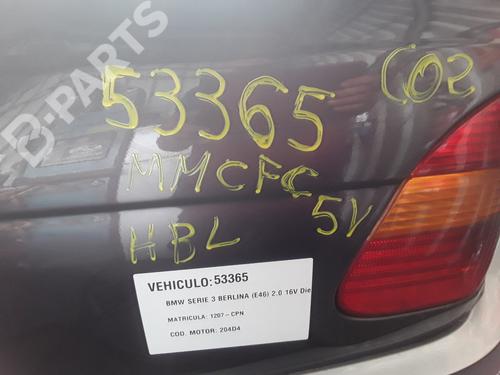 B-PARTS
53365
CO2
MMCFC
5V
HBL
VEHICULO:53365
BMW SERIE 3 BERLINA (E46) 2.0 16V Die
MATRICULA: 1207-CPN
COD. MOTOR: 204D4